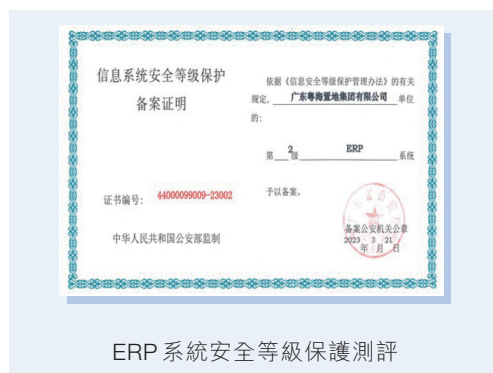 信息系统安全等级保护
备案证明
证书编号: 44000099009-23002
中华人民共和国公安部监制
依据《信息安全等级保护管理办法》的有关
规定, 广东粤海置地集团有限公司 单位
的:
第 2 级 ERP 系统
予以备案。
备案公安机关公章
2023 3 21
年 月 日
ERP 系統安全等級保護測評